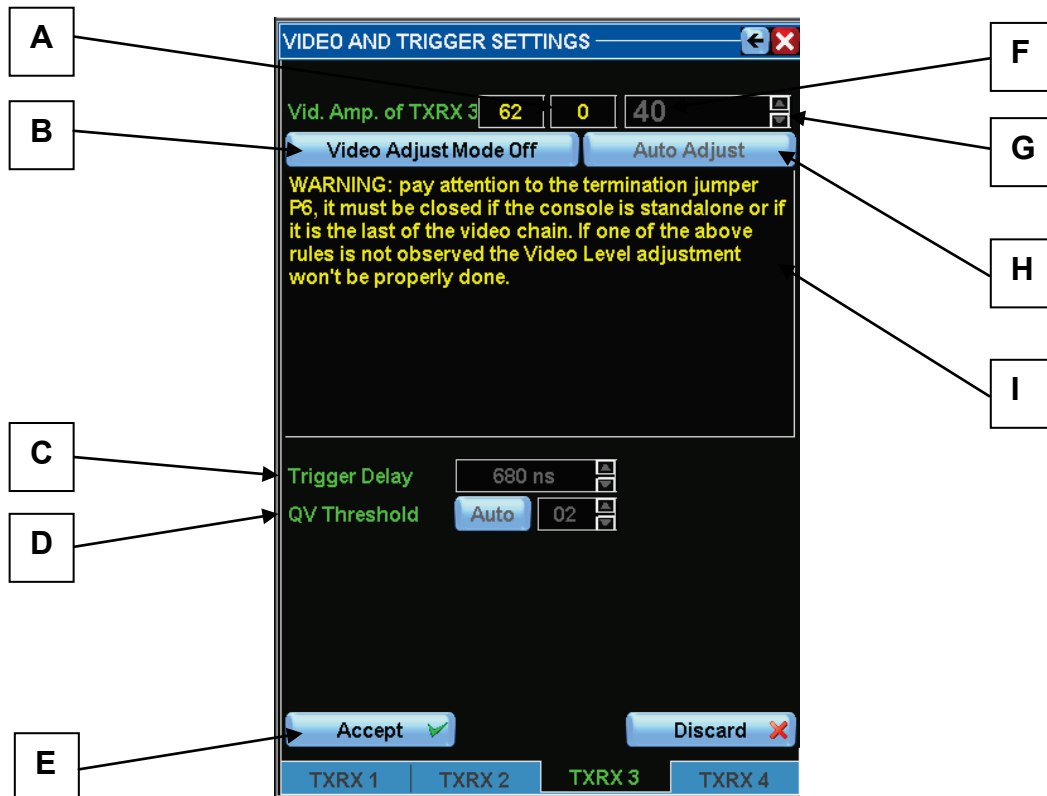 A
B
C
D
E
VIDEO AND TRIGGER SETTINGS
Vid. Amp. of TXRX 3 62 0 40
Video Adjust Mode Off Auto Adjust
WARNING: pay attention to the termination jumper
P6, it must be closed if the console is standalone or if
it is the last of the video chain. If one of the above
rules is not observed the Video Level adjustment
won't be properly done.
Trigger Delay 680 ns
QV Threshold Auto 02
Accept Discard
TXRX 1 TXRX 2 TXRX 3 TXRX 4
F
G
H
I